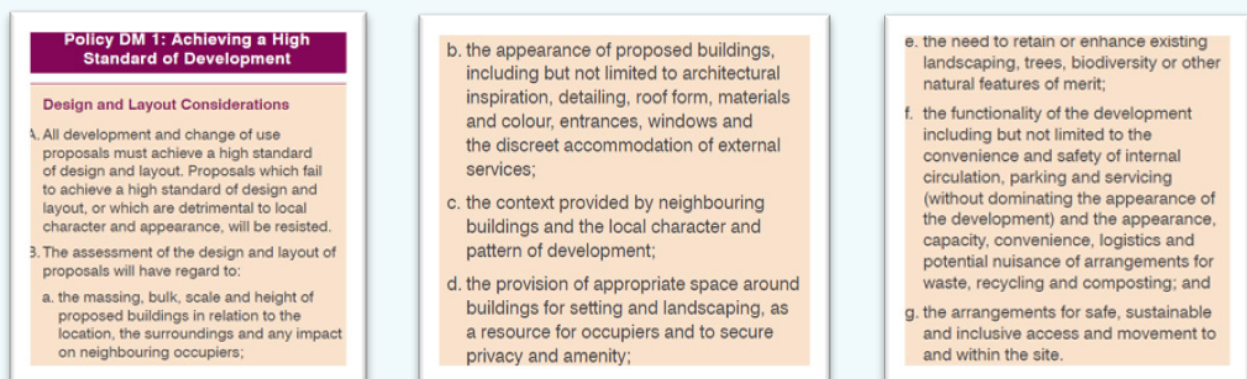 Policy DM 1: Achieving a High
Standard of Development
Design and Layout Considerations
A. All development and change of use
proposals must achieve a high standard
of design and layout. Proposals which fail
to achieve a high standard of design and
layout, or which are detrimental to local
character and appearance, will be resisted.
B. The assessment of the design and layout of
proposals will have regard to:
a. the massing, bulk, scale and height of
proposed buildings in relation to the
location, the surroundings and any impact
on neighbouring occupiers;
b. the appearance of proposed buildings,
including but not limited to architectural
inspiration, detailing, roof form, materials
and colour, entrances, windows and
the discreet accommodation of external
services;
c. the context provided by neighbouring
buildings and the local character and
pattern of development;
d. the provision of appropriate space around
buildings for setting and landscaping, as
a resource for occupiers and to secure
privacy and amenity;
e. the need to retain or enhance existing
landscaping, trees, biodiversity or other
natural features of merit;
f. the functionality of the development
including but not limited to the
convenience and safety of internal
circulation, parking and servicing
(without dominating the appearance of
the development) and the appearance,
capacity, convenience, logistics and
potential nuisance of arrangements for
waste, recycling and composting; and
g. the arrangements for safe, sustainable
and inclusive access and movement to
and within the site.